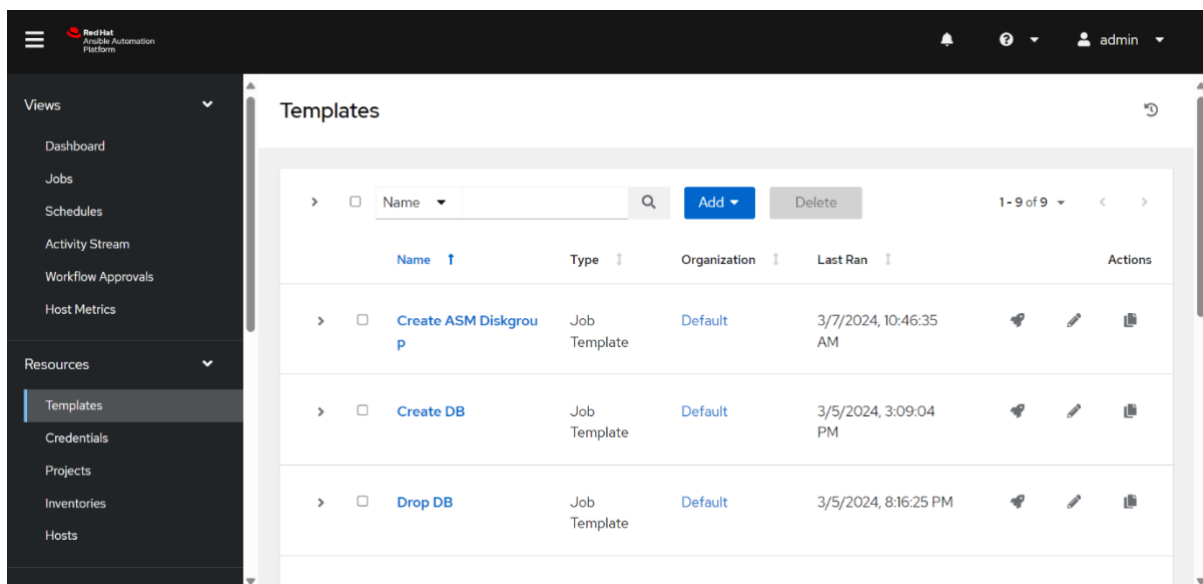 Red Hat
Ansible Automation
Platform
admin
Views
Dashboard
Jobs
Schedules
Activity Stream
Workflow Approvals
Host Metrics
Resources
Templates
Credentials
Projects
Inventories
Hosts
Templates
Name
Add
Delete
1 - 9 of 9
Name Type Organization Last Ran Actions
Create ASM Diskgrou Job Default 3/7/2024, 10:46:35
p Template AM
Create DB Job Default 3/5/2024, 3:09:04
Template PM
Drop DB Job Default 3/5/2024, 8:16:25 PM
Template